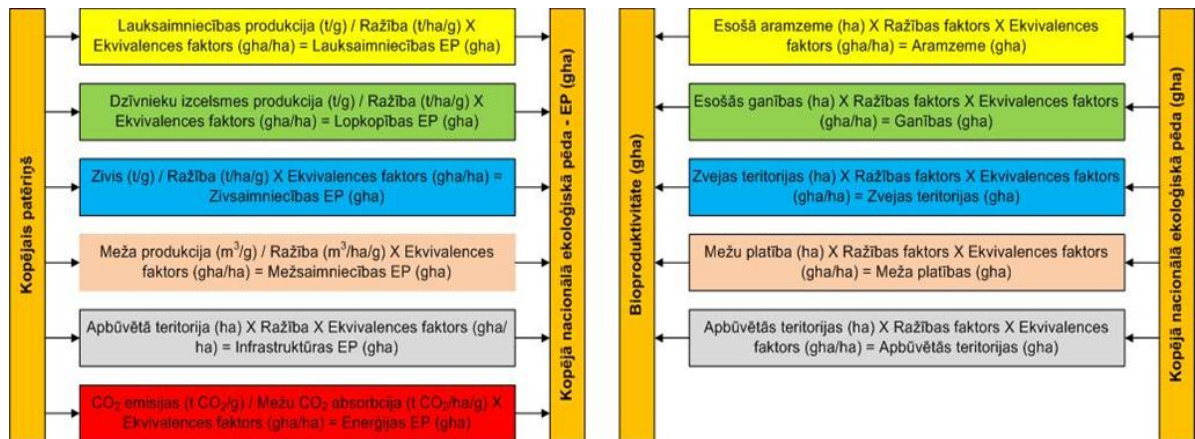 Kopējais patēriņš
Lauksaimniecības produkcija (t/g) / Ražība (t/ha/g) X
Ekvivalences faktors (gha/ha) = Lauksaimniecības EP (gha)
Dzīvnieku izcelsmes produkcija (t/g) / Ražība (t/ha/g) X
Ekvivalences faktors (gha/ha) = Lopkopības EP (gha)
Zivis (t/g) / Ražība (t/ha/g) X Ekvivalences faktors (gha/ha) =
Zivsaimniecības EP (gha)
Meža produkcija (m³/g) / Ražība (m³/ha/g) X Ekvivalences
faktors (gha/ha) = Mežsaimniecības EP (gha)
Apbūvētā teritorija (ha) X Ražība X Ekvivalences faktors (gha/
ha) = Infrastruktūras EP (gha)
CO₂ emisijas (t CO₂/g) / Mežu CO₂ absorbcija (t CO₂/ha/g) X
Ekvivalences faktors (gha/ha) = Enerģijas EP (gha)
Kopējā nacionālā ekoloģiskā pēda - EP (gha)
Bioproduktivitāte (gha)
Esošā aramzeme (ha) X Ražības faktors X Ekvivalences
faktors (gha/ha) = Aramzeme (gha)
Esošās ganības (ha) X Ražības faktors X Ekvivalences faktors
(gha/ha) = Ganības (gha)
Zvejas teritorijas (ha) X Ražības faktors X Ekvivalences faktors
(gha/ha) = Zvejas teritorijas (gha)
Mežu platība (ha) X Ražības faktors X Ekvivalences faktors
(gha/ha) = Meža platības (gha)
Apbūvētās teritorijas (ha) X Ražības faktors X Ekvivalences
faktors (gha/ha) = Apbūvētās teritorijas (gha)
Kopējā nacionālā ekoloģiskā pēda (gha)